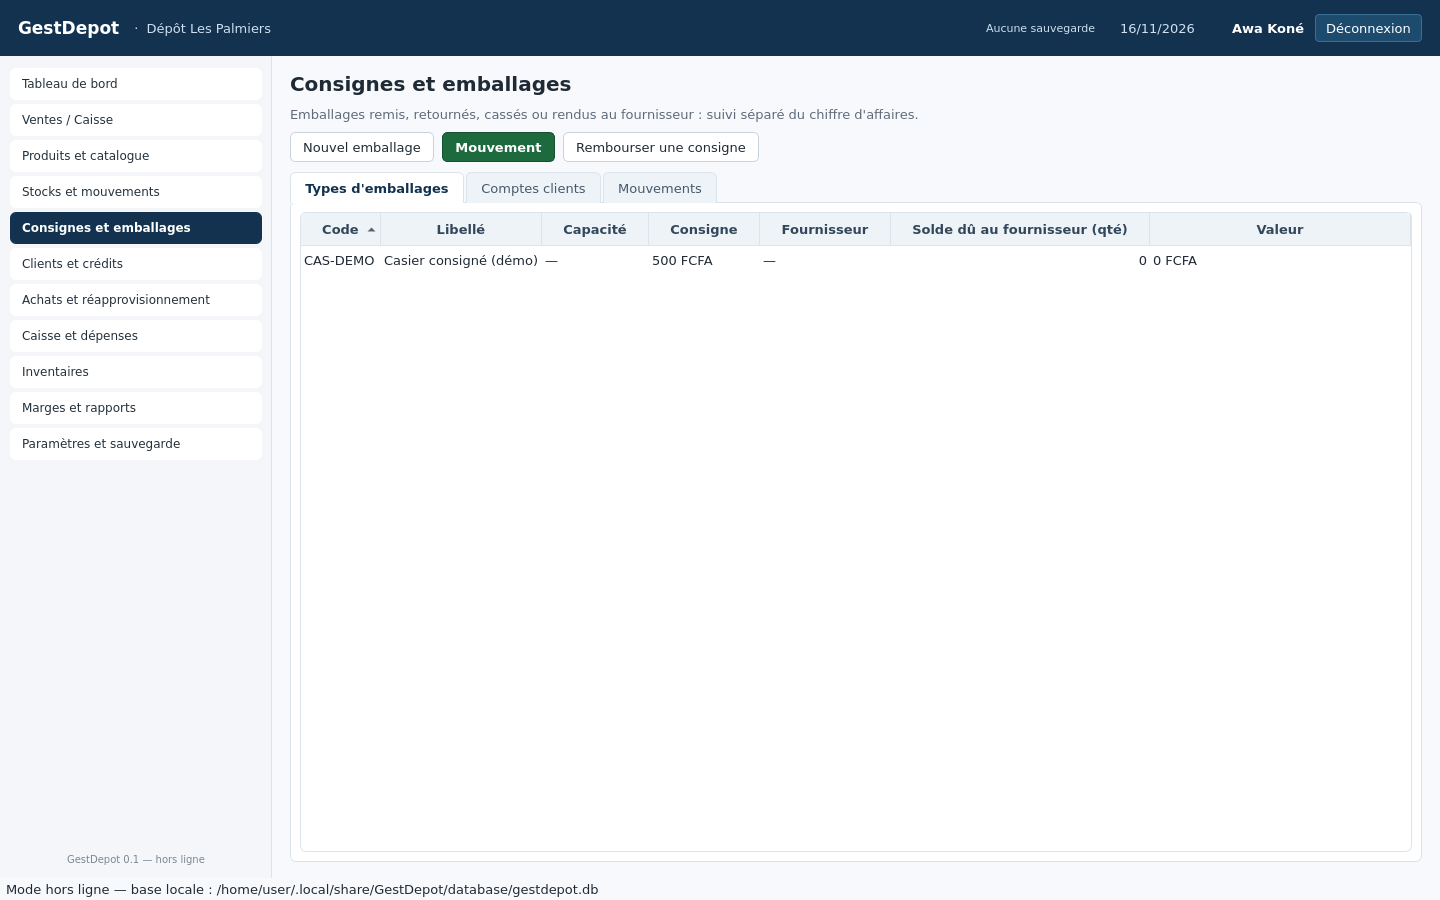 GestDepot · Dépôt Les Palmiers Aucune sauvegarde 16/11/2026 Awa Koné Déconnexion
Tableau de bord
Ventes / Caisse
Produits et catalogue
Stocks et mouvements
Consignes et emballages
Clients et crédits
Achats et réapprovisionnement
Caisse et dépenses
Inventaires
Marges et rapports
Paramètres et sauvegarde
GestDepot 0.1 — hors ligne
Consignes et emballages
Emballages remis, retournés, cassés ou rendus au fournisseur : suivi séparé du chiffre d'affaires.
Nouvel emballage Mouvement Rembourser une consigne
Types d'emballages Comptes clients Mouvements
Code Libellé Capacité Consigne Fournisseur Solde dû au fournisseur (qté) Valeur
CAS-DEMO Casier consigné (démo) — 500 FCFA — 0 0 FCFA
Mode hors ligne — base locale : /home/user/.local/share/GestDepot/database/gestdepot.db